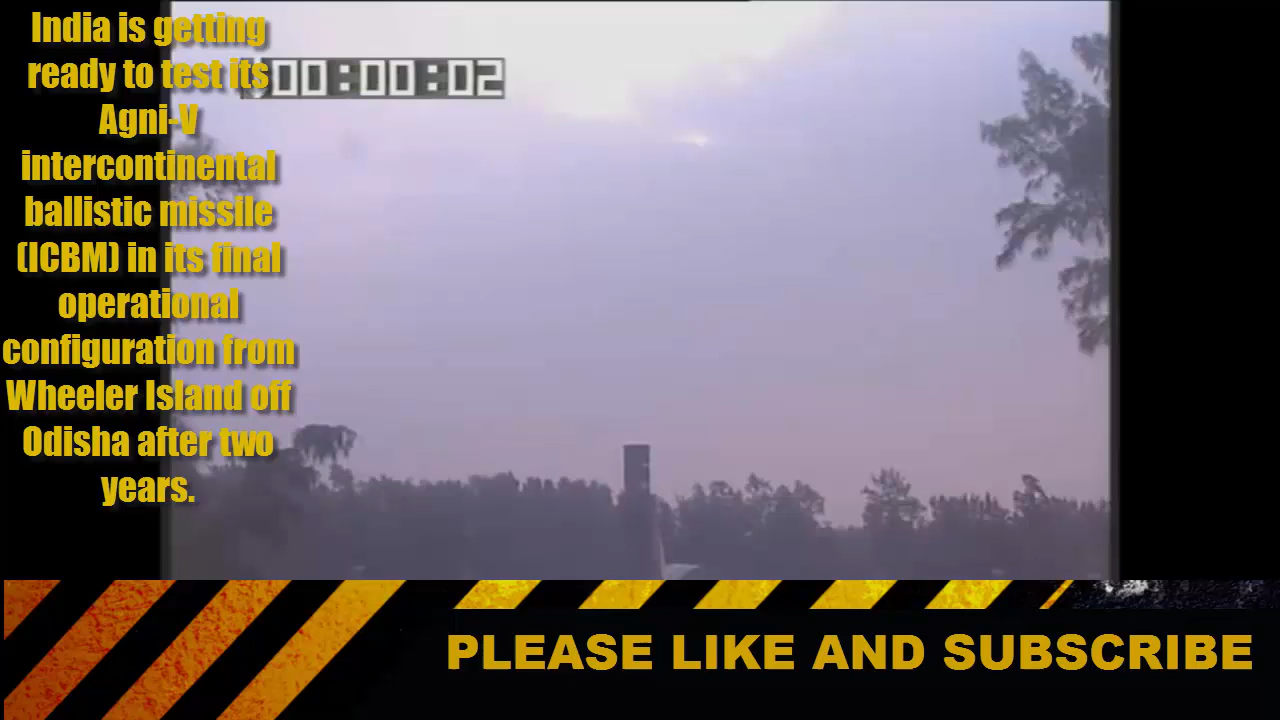 India is getting
ready to test its
00:00:02
Agni-V
intercontinental
ballistic missile
(ICBM) in its final
operational
configuration from
Wheeler Island off
Odisha after two
years.
PLEASE LIKE AND SUBSCRIBE